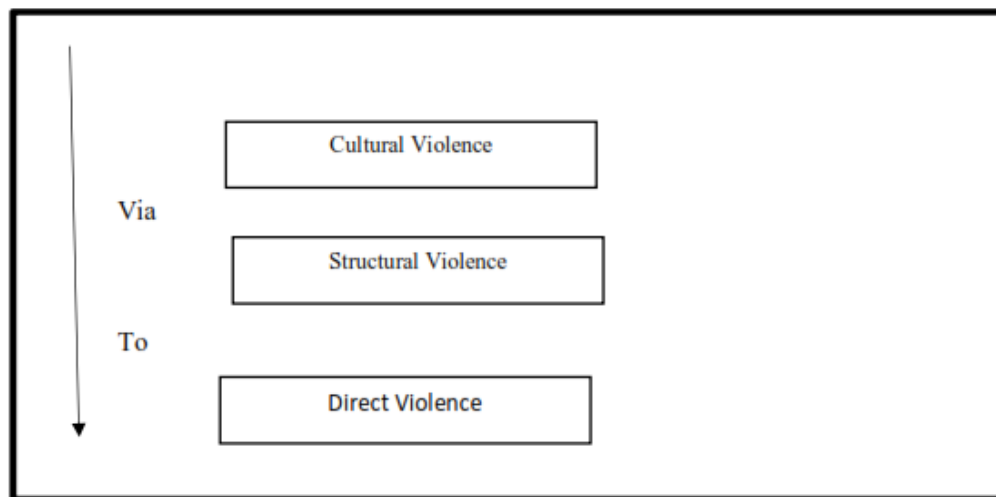 Cultural Violence
Via
Structural Violence
To
Direct Violence